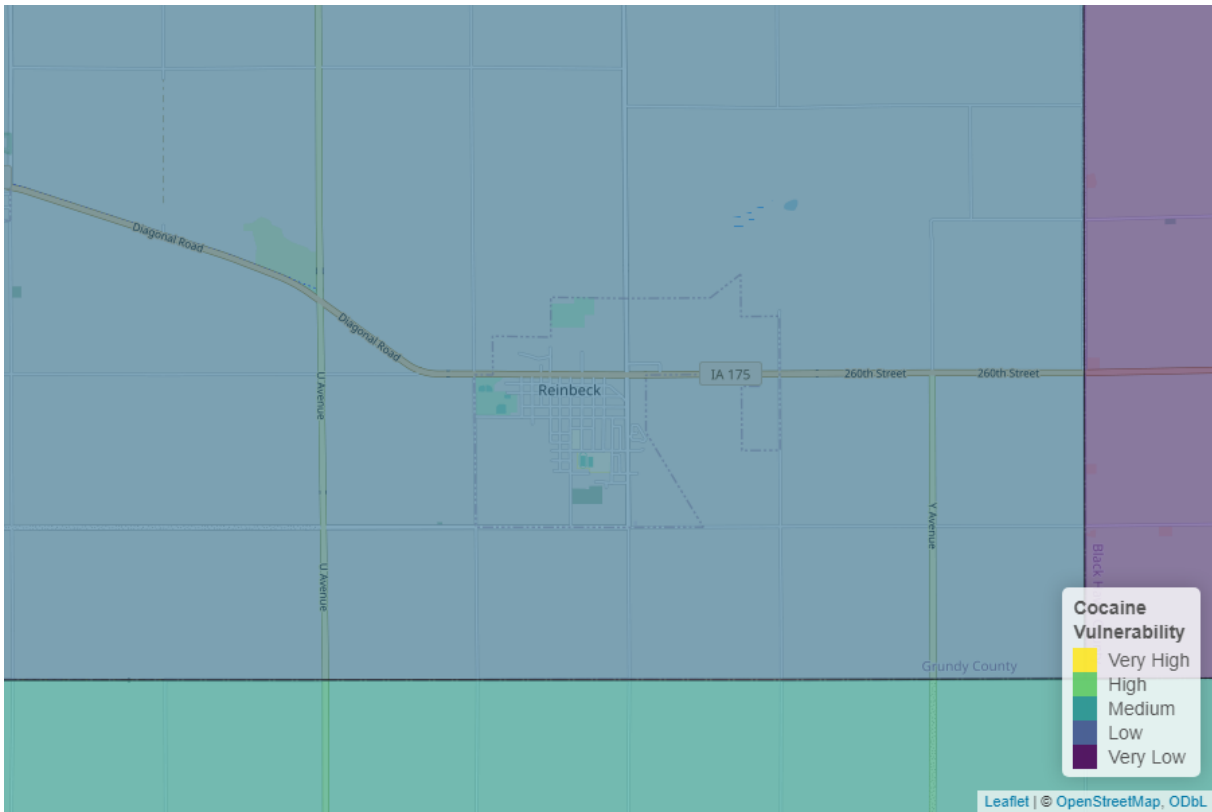 Diagonal Road
Diagonal Road
U Avenue
Reinbeck
IA 175
260th Street
260th Street
Y Avenue
U Avenue
Black
Grundy County
Cocaine
Vulnerability
Very High
High
Medium
Low
Very Low
Leaflet | © OpenStreetMap, ODbL